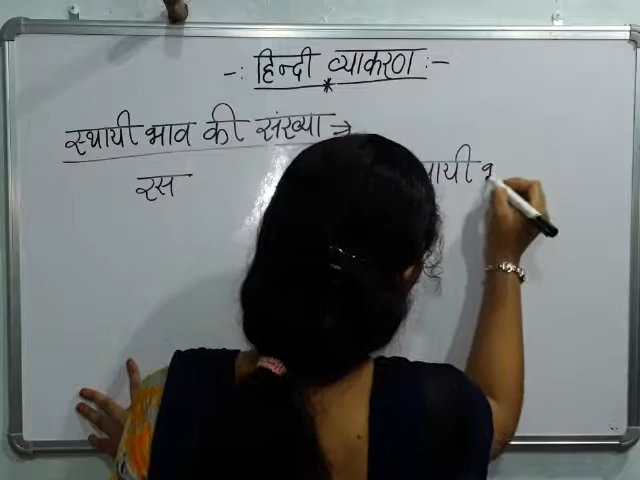 -: हिन्दी व्याकरण :-
*
स्थायी भाव की संख्या →
रस